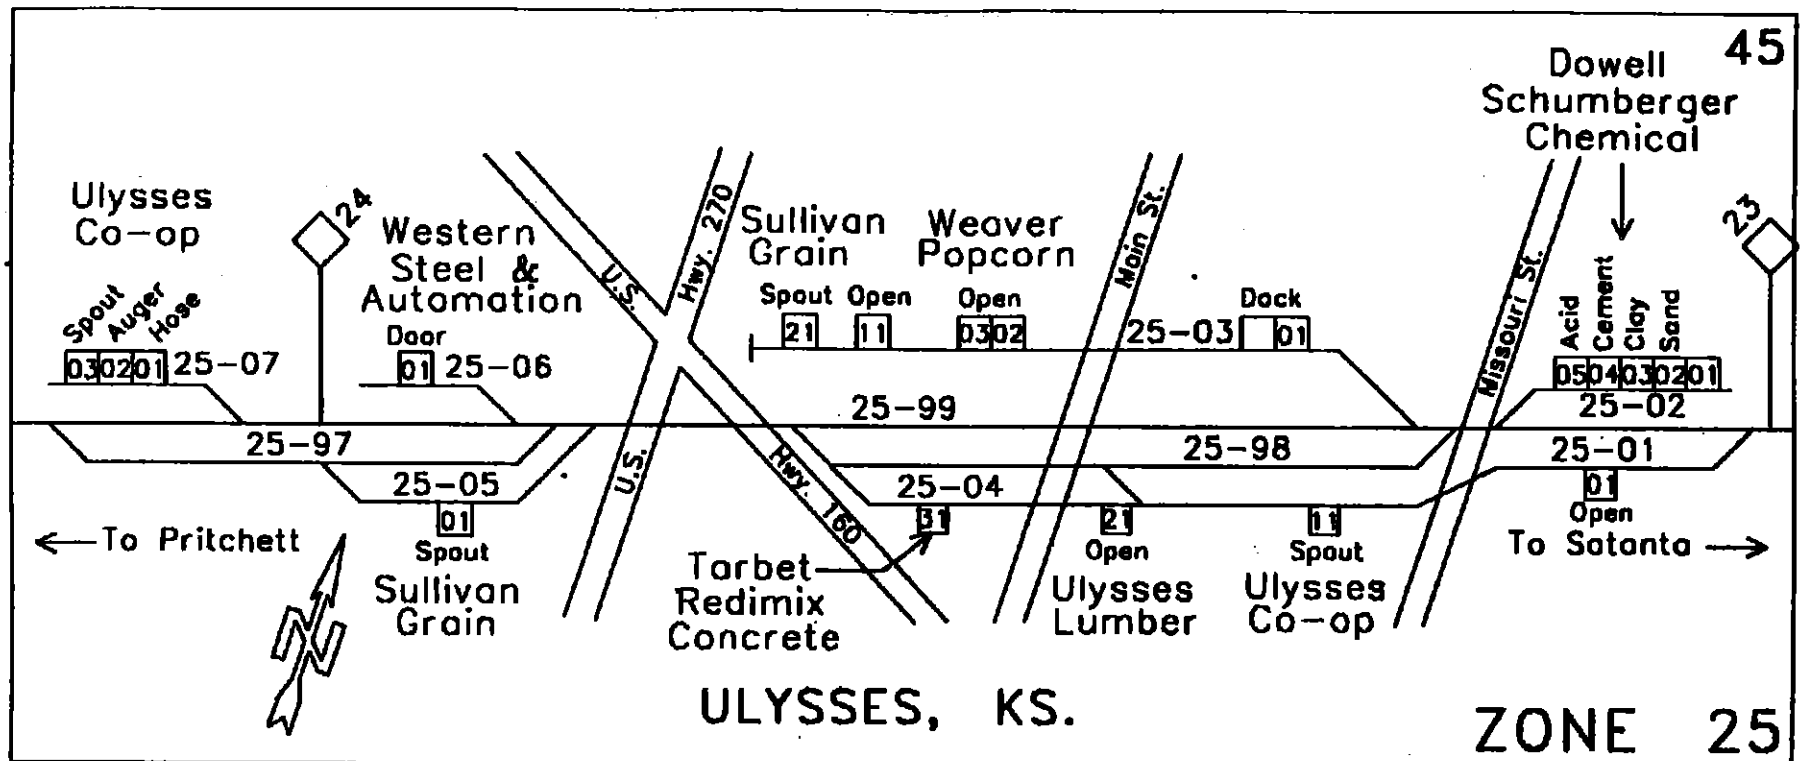 45
Dowell
Schumberger
Chemical
Ulysses
Co-op
24
Western
Steel &
Automation
U.S.
Hwy. 270
Sullivan
Grain
Weaver
Popcorn
Main St.
Missouri St.
23
Spout
Auger
Hose
03 02 01
25-07
Door
01
25-06
Spout
21
Open
11
Open
03 02
25-03
Dock
01
Acid
Cement
Clay
Sand
05 04 03 02 01
25-02
25-99
25-97
25-98
25-01
25-05
U.S.
Hwy. 160
25-04
01
Spout
31
21
Open
11
Spout
01
Open
To Pritchett
To Satanta
Sullivan
Grain
Tarbet
Redimix
Concrete
Ulysses
Lumber
Ulysses
Co-op
ULYSSES, KS.
ZONE 25